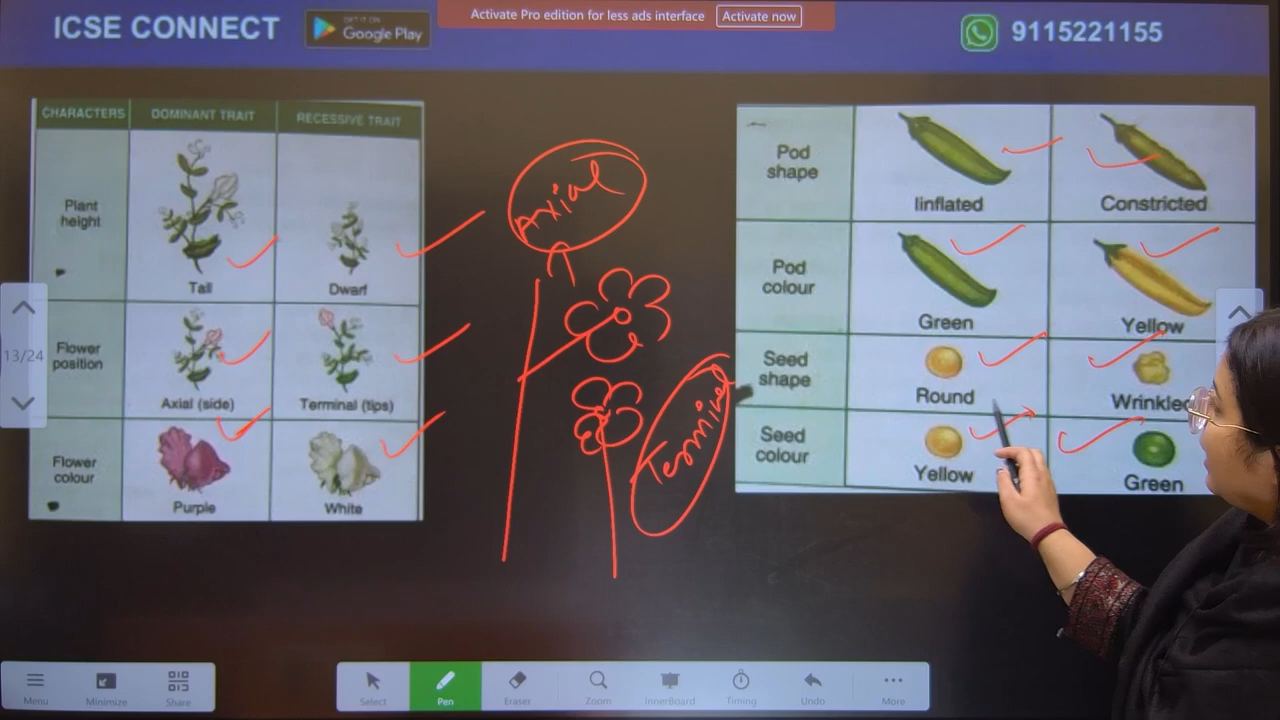 ICSE CONNECT
GET IT ON
Google Play
Activate Pro edition for less ads interface
Activate now
9115221155
CHARACTERS DOMINANT TRAIT RECESSIVE TRAIT
Plant height
Tall
Dwarf
Flower position
Axial (side)
Terminal (tips)
Flower colour
Purple
White
Axial
Terminal
Pod shape
Iinflated
Constricted
Pod colour
Green
Yellow
Seed shape
Round
Wrinkled
Seed colour
Yellow
Green
13/24
Menu
Minimize
Share
Select
Pen
Eraser
Zoom
InnerBoard
Timing
Undo
More